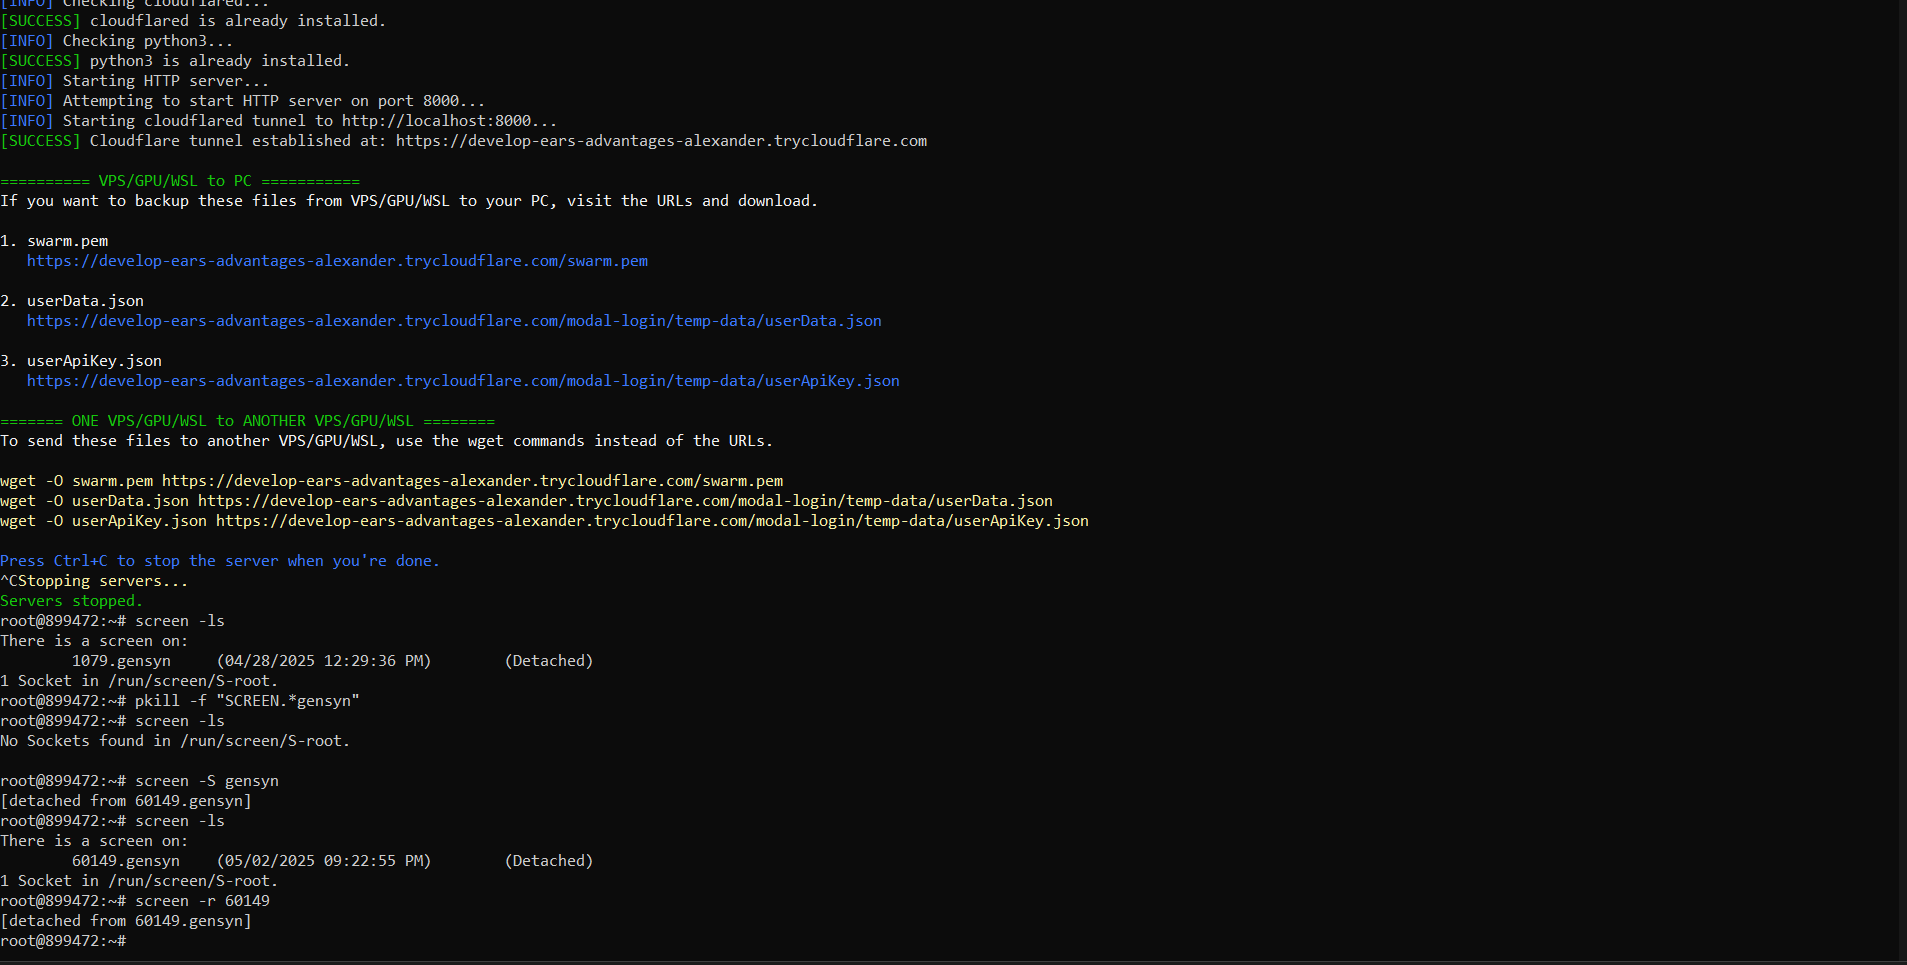 [INFO] Checking cloudflared...
[SUCCESS] cloudflared is already installed.
[INFO] Checking python3...
[SUCCESS] python3 is already installed.
[INFO] Starting HTTP server...
[INFO] Attempting to start HTTP server on port 8000...
[INFO] Starting cloudflared tunnel to http://localhost:8000...
[SUCCESS] Cloudflare tunnel established at: https://develop-ears-advantages-alexander.trycloudflare.com
========== VPS/GPU/WSL to PC ===========
If you want to backup these files from VPS/GPU/WSL to your PC, visit the URLs and download.
1. swarm.pem
https://develop-ears-advantages-alexander.trycloudflare.com/swarm.pem
2. userData.json
https://develop-ears-advantages-alexander.trycloudflare.com/modal-login/temp-data/userData.json
3. userApiKey.json
https://develop-ears-advantages-alexander.trycloudflare.com/modal-login/temp-data/userApiKey.json
======= ONE VPS/GPU/WSL to ANOTHER VPS/GPU/WSL ========
To send these files to another VPS/GPU/WSL, use the wget commands instead of the URLs.
wget -O swarm.pem https://develop-ears-advantages-alexander.trycloudflare.com/swarm.pem
wget -O userData.json https://develop-ears-advantages-alexander.trycloudflare.com/modal-login/temp-data/userData.json
wget -O userApiKey.json https://develop-ears-advantages-alexander.trycloudflare.com/modal-login/temp-data/userApiKey.json
Press Ctrl+C to stop the server when you're done.
^CStopping servers...
Servers stopped.
root@899472:~# screen -ls
There is a screen on:
1079.gensyn (04/28/2025 12:29:36 PM) (Detached)
1 Socket in /run/screen/S-root.
root@899472:~# pkill -f "SCREEN.*gensyn"
root@899472:~# screen -ls
No Sockets found in /run/screen/S-root.
root@899472:~# screen -S gensyn
[detached from 60149.gensyn]
root@899472:~# screen -ls
There is a screen on:
60149.gensyn (05/02/2025 09:22:55 PM) (Detached)
1 Socket in /run/screen/S-root.
root@899472:~# screen -r 60149
[detached from 60149.gensyn]
root@899472:~#